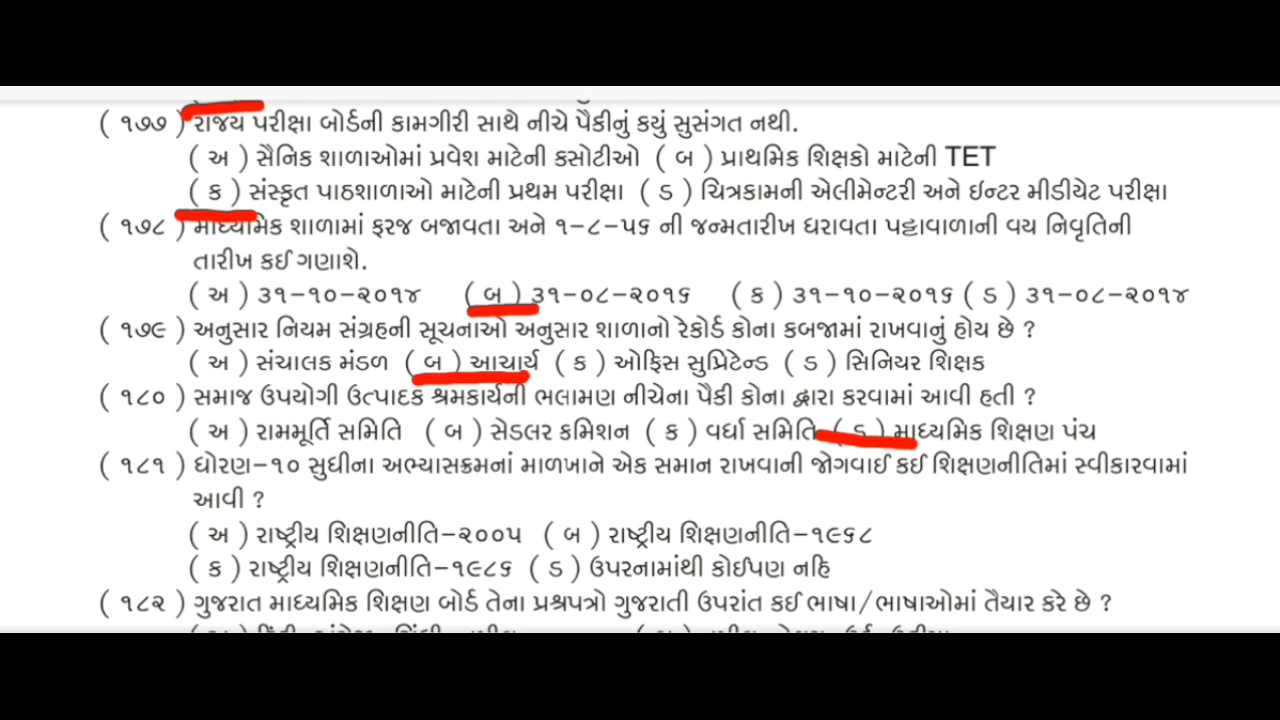 ( ૧૭૭ ) રાજય પરીક્ષા બોર્ડની કામગીરી સાથે નીચે પૈકીનું કયું સુસંગત નથી.
( અ ) સૈનિક શાળાઓમાં પ્રવેશ માટેની કસોટીઓ ( બ ) પ્રાથમિક શિક્ષકો માટેની TET
( ક ) સંસ્કૃત પાઠશાળાઓ માટેની પ્રથમ પરીક્ષા ( ડ ) ચિત્રકામની એલીમેન્ટરી અને ઇન્ટર મીડીયેટ પરીક્ષા
( ૧૭૮ ) માધ્યમિક શાળામાં ફરજ બજાવતા અને ૧−૮−૫૬ ની જન્મતારીખ ધરાવતા પટ્ટાવાળાની વય નિવૃતિની
તારીખ કઈ ગણાશે.
( અ ) ૩૧−૧૦−૨૦૧૪ ( બ ) ૩૧−૦૮−૨૦૧૬ ( ક ) ૩૧−૧૦−૨૦૧૬ ( ડ ) ૩૧−૦૮−૨૦૧૪
( ૧૭૯ ) અનુસાર નિયમ સંગ્રહની સૂચનાઓ અનુસાર શાળાનો રેકોર્ડ કોના કબજામાં રાખવાનું હોય છે ?
( અ ) સંચાલક મંડળ ( બ ) આચાર્ય ( ક ) ઓફિસ સુપ્રિટેન્ડ ( ડ ) સિનિયર શિક્ષક
( ૧૮૦ ) સમાજ ઉપયોગી ઉત્પાદક શ્રમકાર્યની ભલામણ નીચેના પૈકી કોના દ્વારા કરવામાં આવી હતી ?
( અ ) રામમૂર્તિ સમિતિ ( બ ) સેડલર કમિશન ( ક ) વર્ધા સમિતિ ( ડ ) માધ્યમિક શિક્ષણ પંચ
( ૧૮૧ ) ધોરણ−૧૦ સુધીના અભ્યાસક્રમનાં માળખાને એક સમાન રાખવાની જોગવાઈ કઈ શિક્ષણનીતિમાં સ્વીકારવામાં
આવી ?
( અ ) રાષ્ટ્રીય શિક્ષણનીતિ−૨૦૦૫ ( બ ) રાષ્ટ્રીય શિક્ષણનીતિ−૧૯૬૮
( ક ) રાષ્ટ્રીય શિક્ષણનીતિ−૧૯૮૬ ( ડ ) ઉપરનામાંથી કોઈપણ નહિ
( ૧૮૨ ) ગુજરાત માધ્યમિક શિક્ષણ બોર્ડ તેના પ્રશ્નપત્રો ગુજરાતી ઉપરાંત કઈ ભાષા/ભાષાઓમાં તૈયાર કરે છે ?